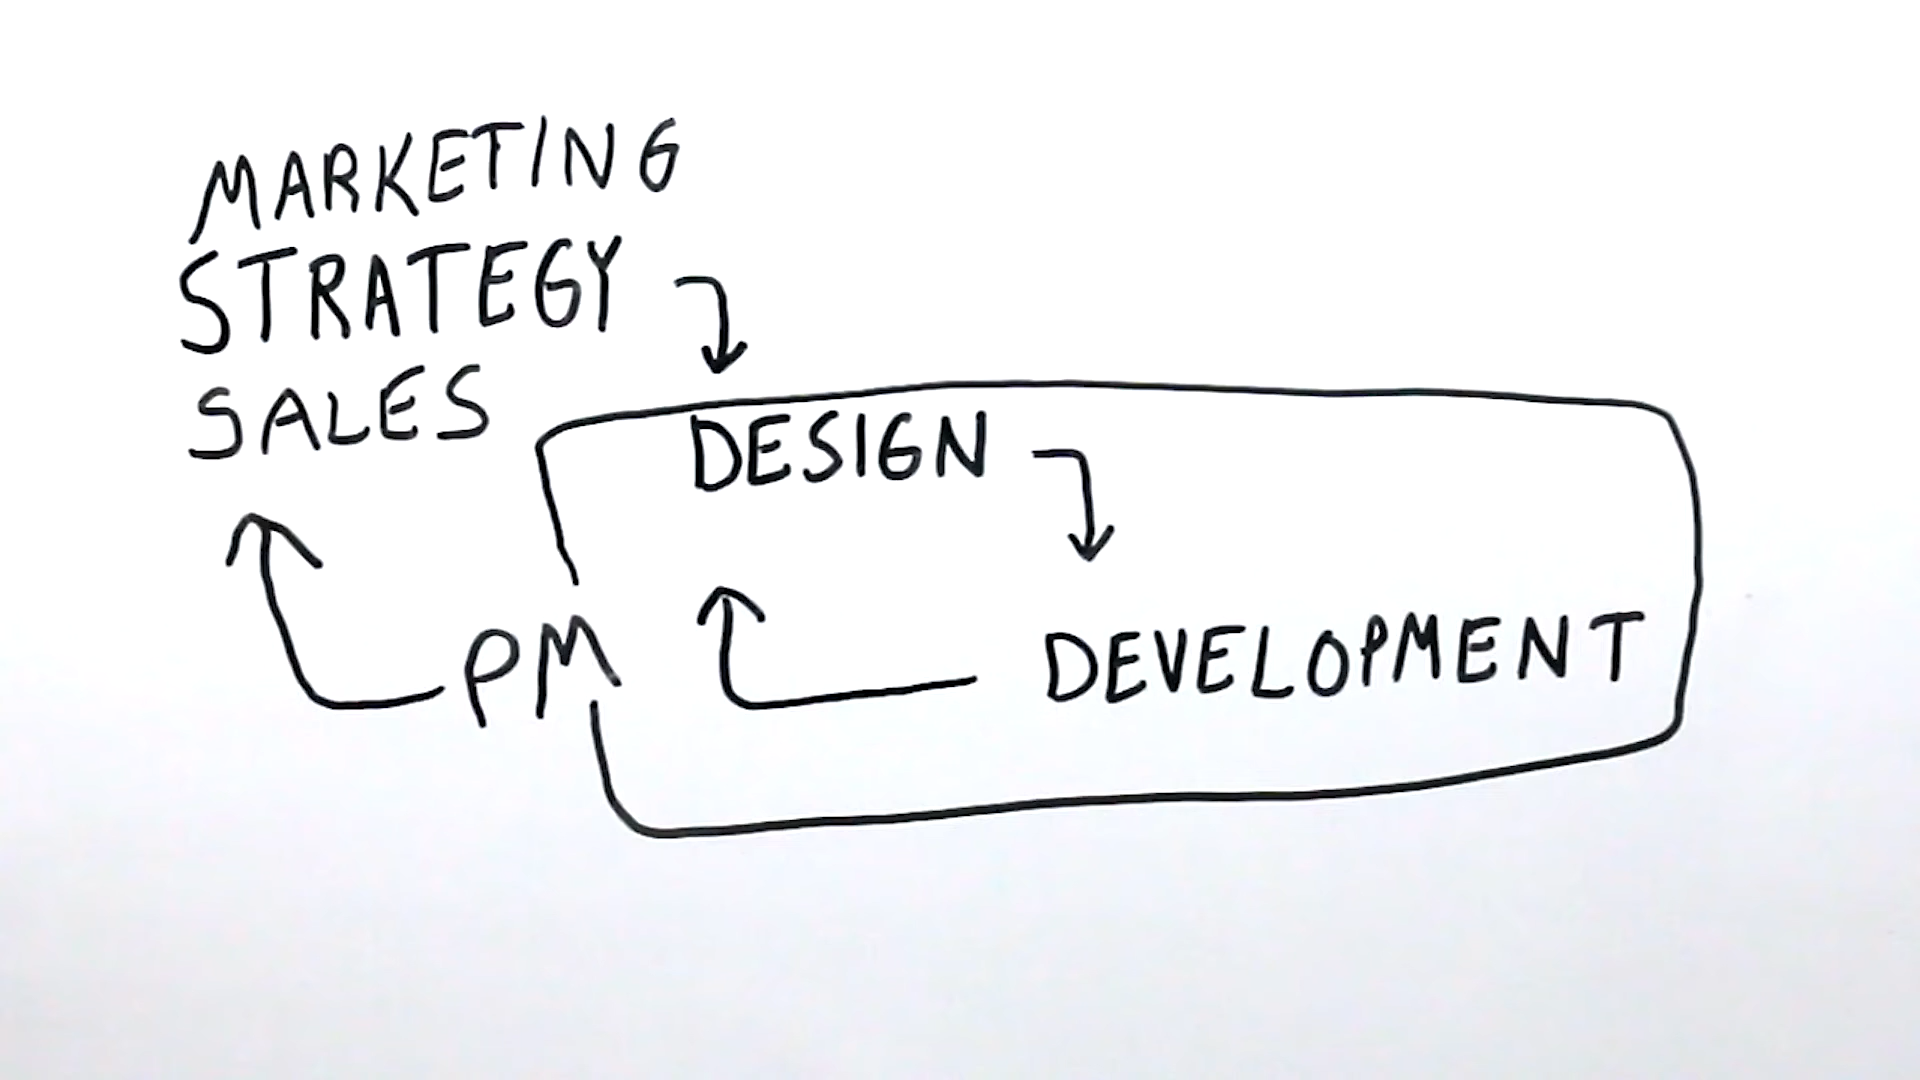 MARKETING
STRATEGY
SALES
DESIGN
PM
DEVELOPMENT